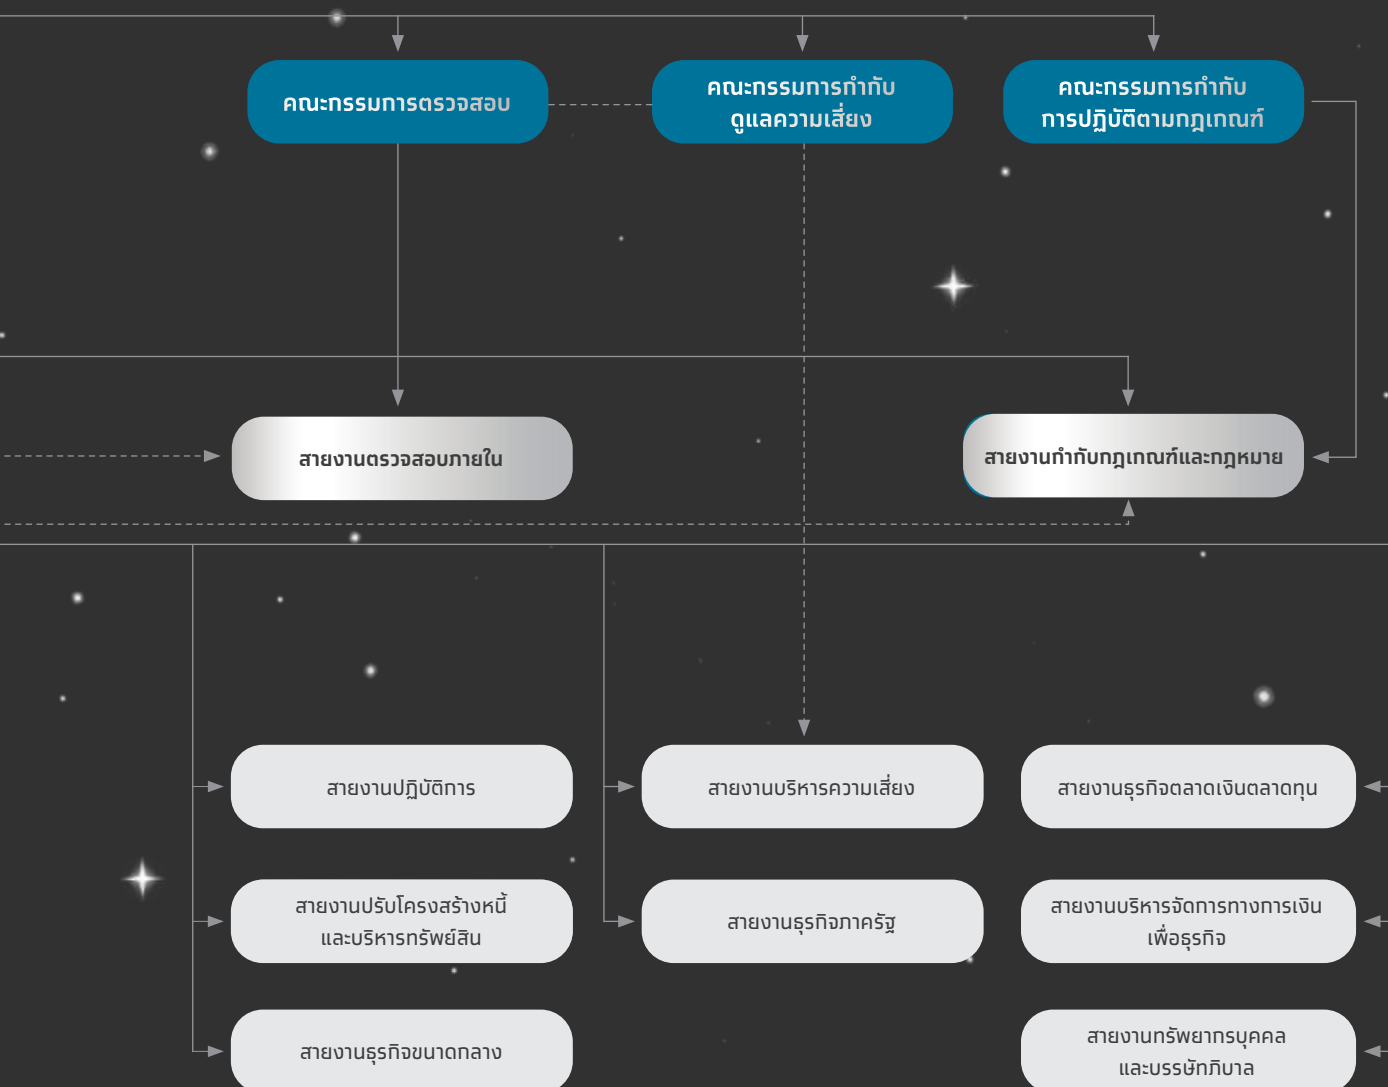 คณะกรรมการตรวจสอบ
คณะกรรมการกำกับ
ดูแลความเสี่ยง
คณะกรรมการกำกับ
การปฏิบัติตามกฎเกณฑ์
สายงานตรวจสอบภายใน
สายงานกำกับกฎเกณฑ์และกฎหมาย
สายงานปฏิบัติการ
สายงานบริหารความเสี่ยง
สายงานธุรกิจตลาดเงินตลาดทุน
สายงานปรับโครงสร้างหนี้
และบริหารทรัพย์สิน
สายงานธุรกิจภาครัฐ
สายงานบริหารจัดการทางการเงิน
เพื่อธุรกิจ
สายงานธุรกิจขนาดกลาง
สายงานทรัพยากรบุคคล
และบรรษัทภิบาล